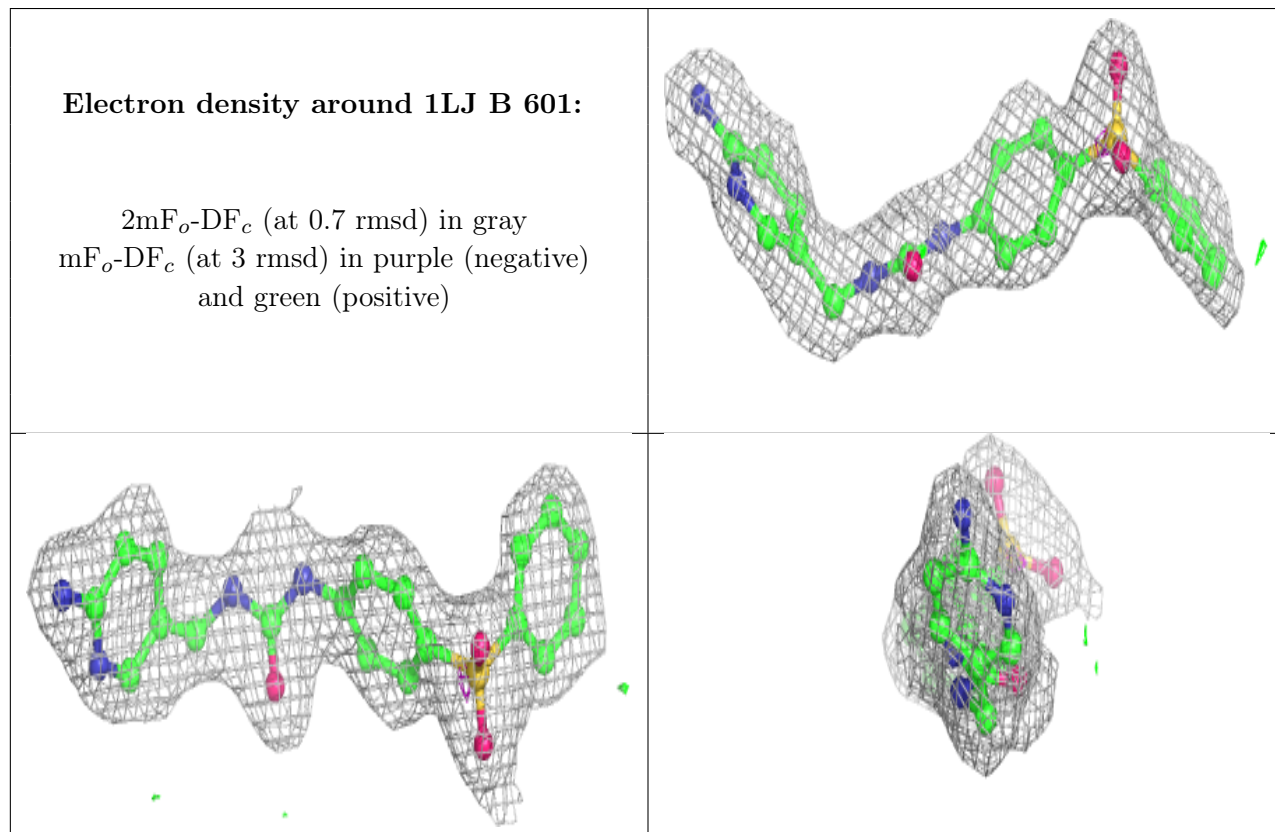 Electron density around 1LJ B 601:
2mFₒ-DF𝒸 (at 0.7 rmsd) in gray
mFₒ-DF𝒸 (at 3 rmsd) in purple (negative)
and green (positive)